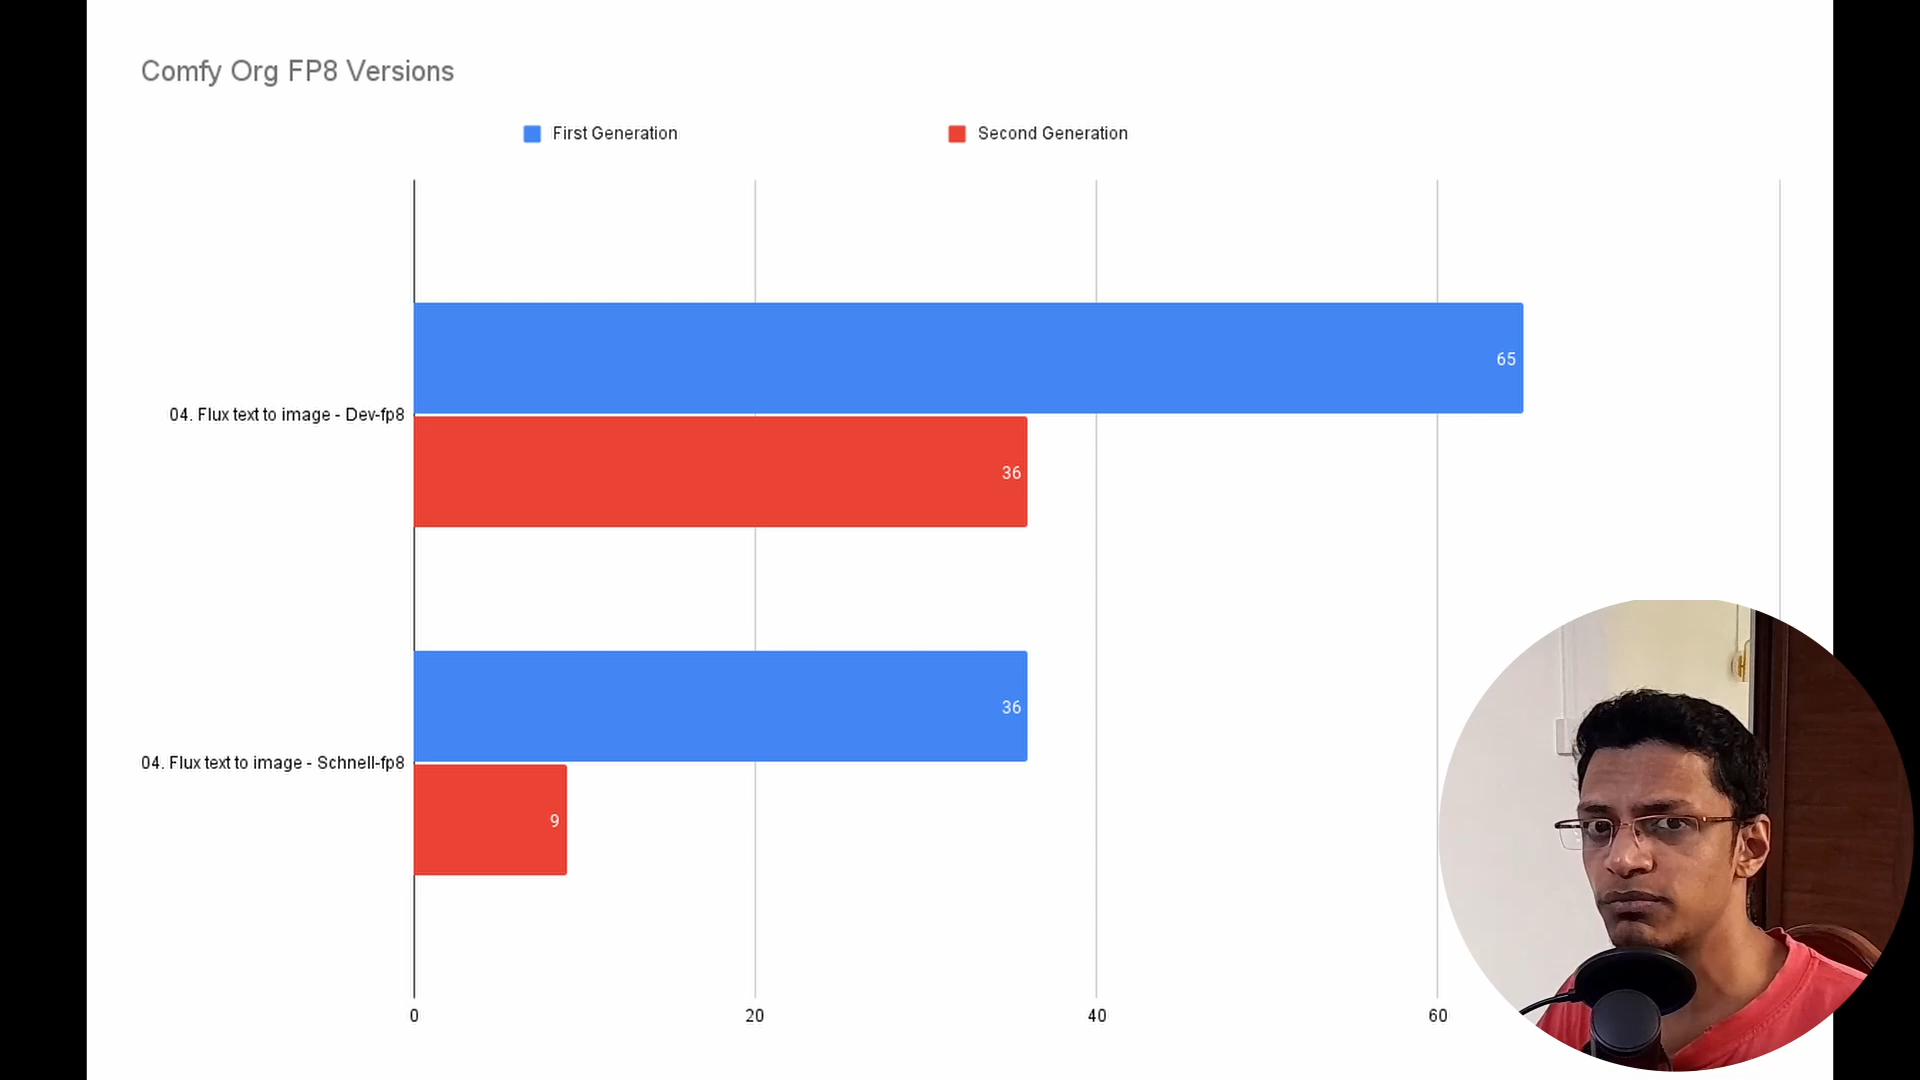 Comfy Org FP8 Versions
First Generation
Second Generation
65
04. Flux text to image - Dev-fp8
36
36
04. Flux text to image - Schnell-fp8
9
0
20
40
60